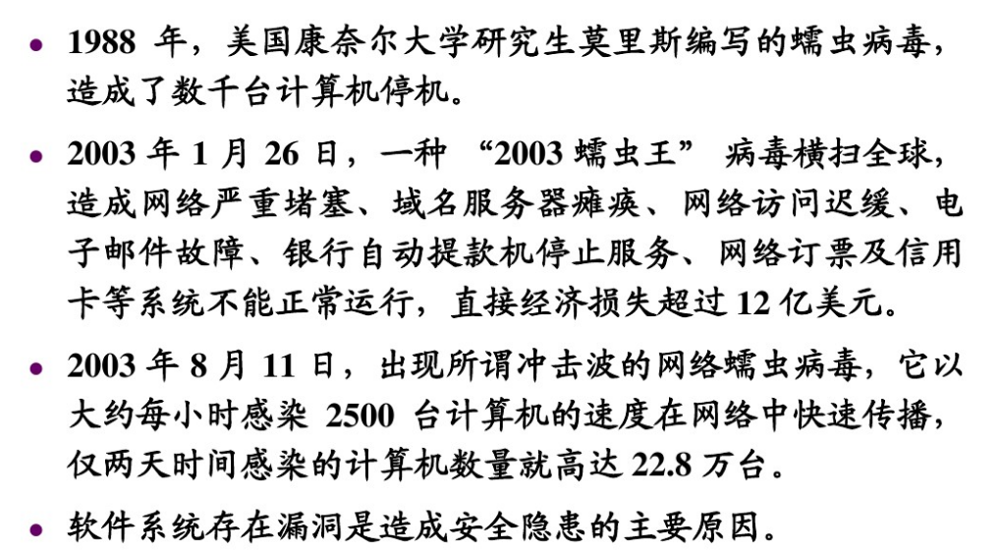 • 1988 年，美国康奈尔大学研究生莫里斯编写的蠕虫病毒，
造成了数千台计算机停机。
• 2003 年 1 月 26 日，一种 “2003 蠕虫王” 病毒横扫全球，
造成网络严重堵塞、域名服务器瘫痪、网络访问迟缓、电
子邮件故障、银行自动提款机停止服务、网络订票及信用
卡等系统不能正常运行，直接经济损失超过 12 亿美元。
• 2003 年 8 月 11 日，出现所谓冲击波的网络蠕虫病毒，它以
大约每小时感染 2500 台计算机的速度在网络中快速传播，
仅两天时间感染的计算机数量就高达 22.8 万台。
• 软件系统存在漏洞是造成安全隐患的主要原因。